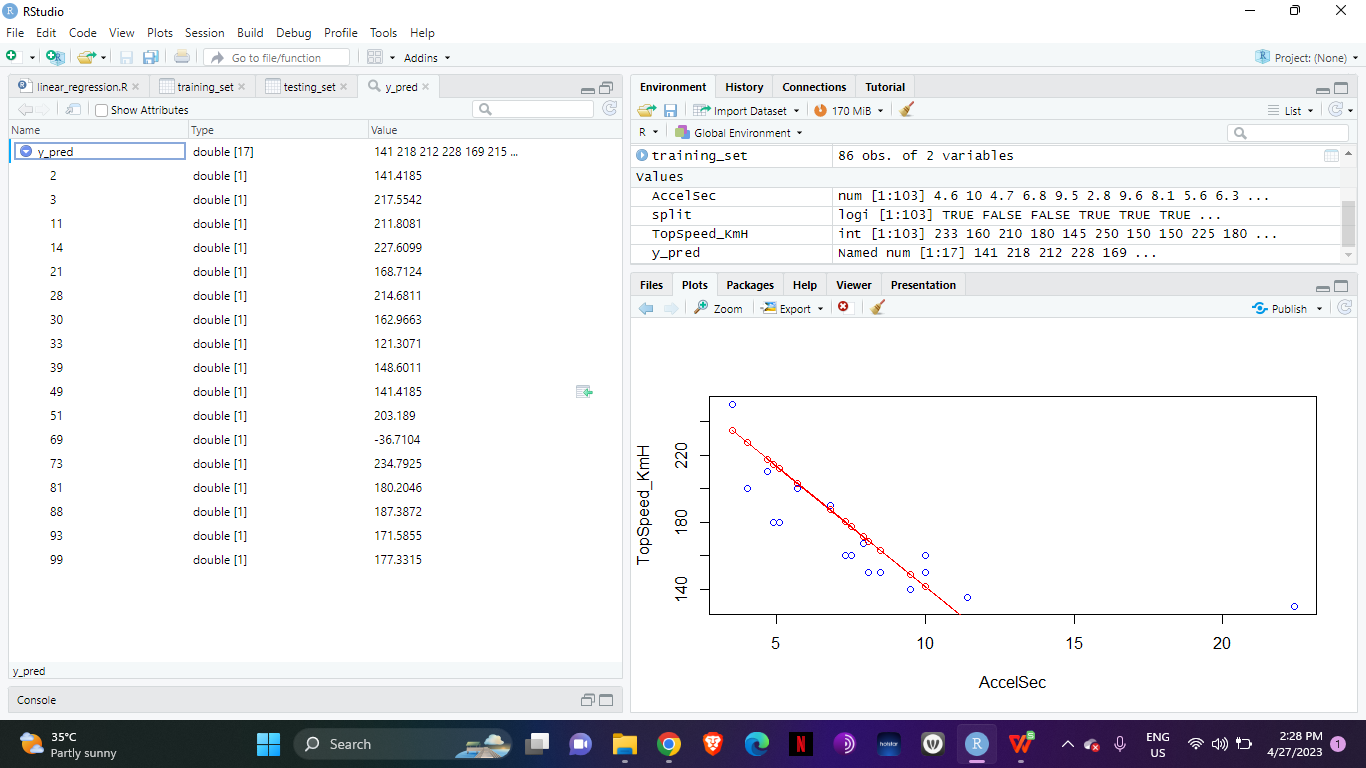 RStudio
File Edit Code View Plots Session Build Debug Profile Tools Help
Go to file/function Addins Project: (None)
linear_regression.R training_set testing_set y_pred
Show Attributes
Name Type Value
y_pred double [17] 141 218 212 228 169 215 ...
2 double [1] 141.4185
3 double [1] 217.5542
11 double [1] 211.8081
14 double [1] 227.6099
21 double [1] 168.7124
28 double [1] 214.6811
30 double [1] 162.9663
33 double [1] 121.3071
39 double [1] 148.6011
49 double [1] 141.4185
51 double [1] 203.189
69 double [1] -36.7104
73 double [1] 234.7925
81 double [1] 180.2046
88 double [1] 187.3872
93 double [1] 171.5855
99 double [1] 177.3315
y_pred
Console
Environment History Connections Tutorial
Import Dataset 170 MiB List
R Global Environment
training_set 86 obs. of 2 variables
Values
AccelSec num [1:103] 4.6 10 4.7 6.8 9.5 2.8 9.6 8.1 5.6 6.3 ...
split logi [1:103] TRUE FALSE FALSE TRUE TRUE TRUE ...
TopSpeed_KmH int [1:103] 233 160 210 180 145 250 150 150 225 180 ...
y_pred Named num [1:17] 141 218 212 228 169 ...
Files Plots Packages Help Viewer Presentation
Zoom Export Publish
TopSpeed_KmH
220
180
140
5 10 15 20
AccelSec
35°C
Partly sunny
Search
hotstar
ENG
US
2:28 PM
4/27/2023
1